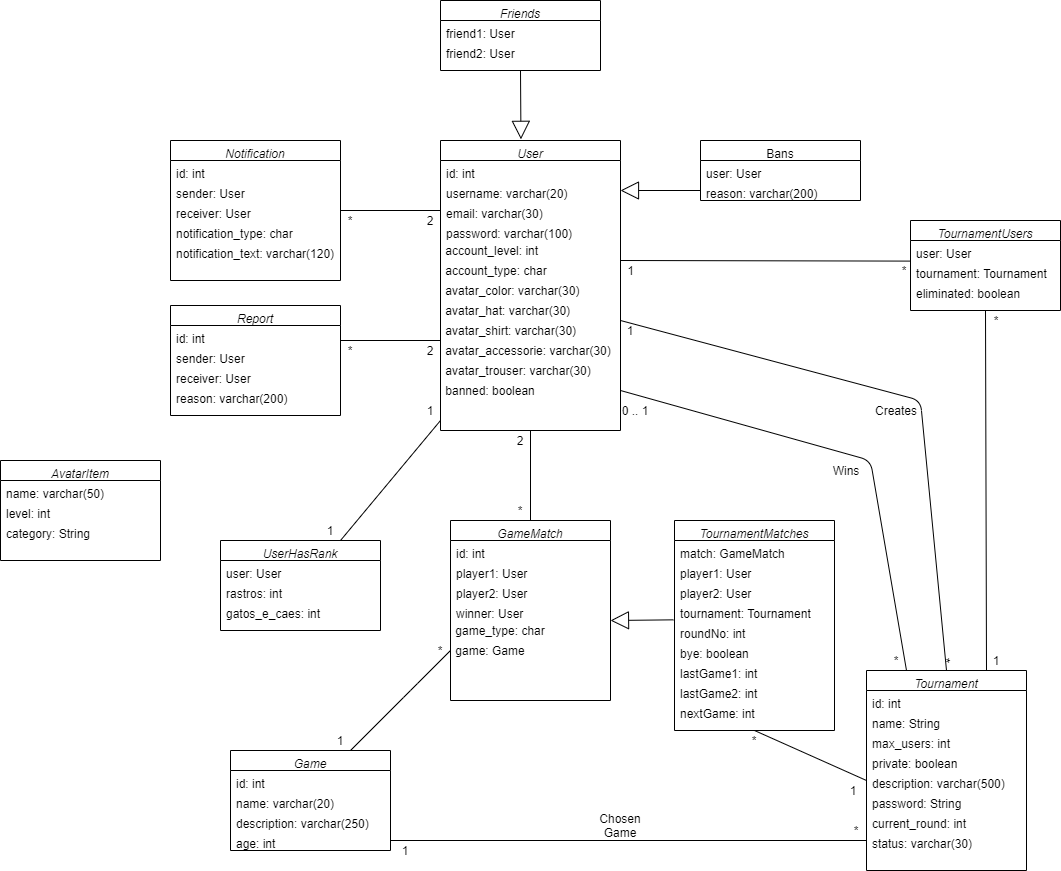 Friends
friend1: User
friend2: User
Notification
id: int
sender: User
receiver: User
notification_type: char
notification_text: varchar(120)
*
2
User
id: int
username: varchar(20)
email: varchar(30)
password: varchar(100)
account_level: int
account_type: char
avatar_color: varchar(30)
avatar_hat: varchar(30)
avatar_shirt: varchar(30)
avatar_accessorie: varchar(30)
avatar_trouser: varchar(30)
banned: boolean
Bans
user: User
reason: varchar(200)
TournamentUsers
user: User
tournament: Tournament
eliminated: boolean
1
*
*
Report
id: int
sender: User
receiver: User
reason: varchar(200)
*
2
1
Creates
0 .. 1
Wins
1
2
AvatarItem
name: varchar(50)
level: int
category: String
1
UserHasRank
user: User
rastros: int
gatos_e_caes: int
*
GameMatch
id: int
player1: User
player2: User
winner: User
game_type: char
game: Game
TournamentMatches
match: GameMatch
player1: User
player2: User
tournament: Tournament
roundNo: int
bye: boolean
lastGame1: int
lastGame2: int
nextGame: int
*
*
1
*
1
*
1
Tournament
id: int
name: String
max_users: int
private: boolean
description: varchar(500)
password: String
current_round: int
status: varchar(30)
Game
id: int
name: varchar(20)
description: varchar(250)
age: int
1
Chosen
Game
*